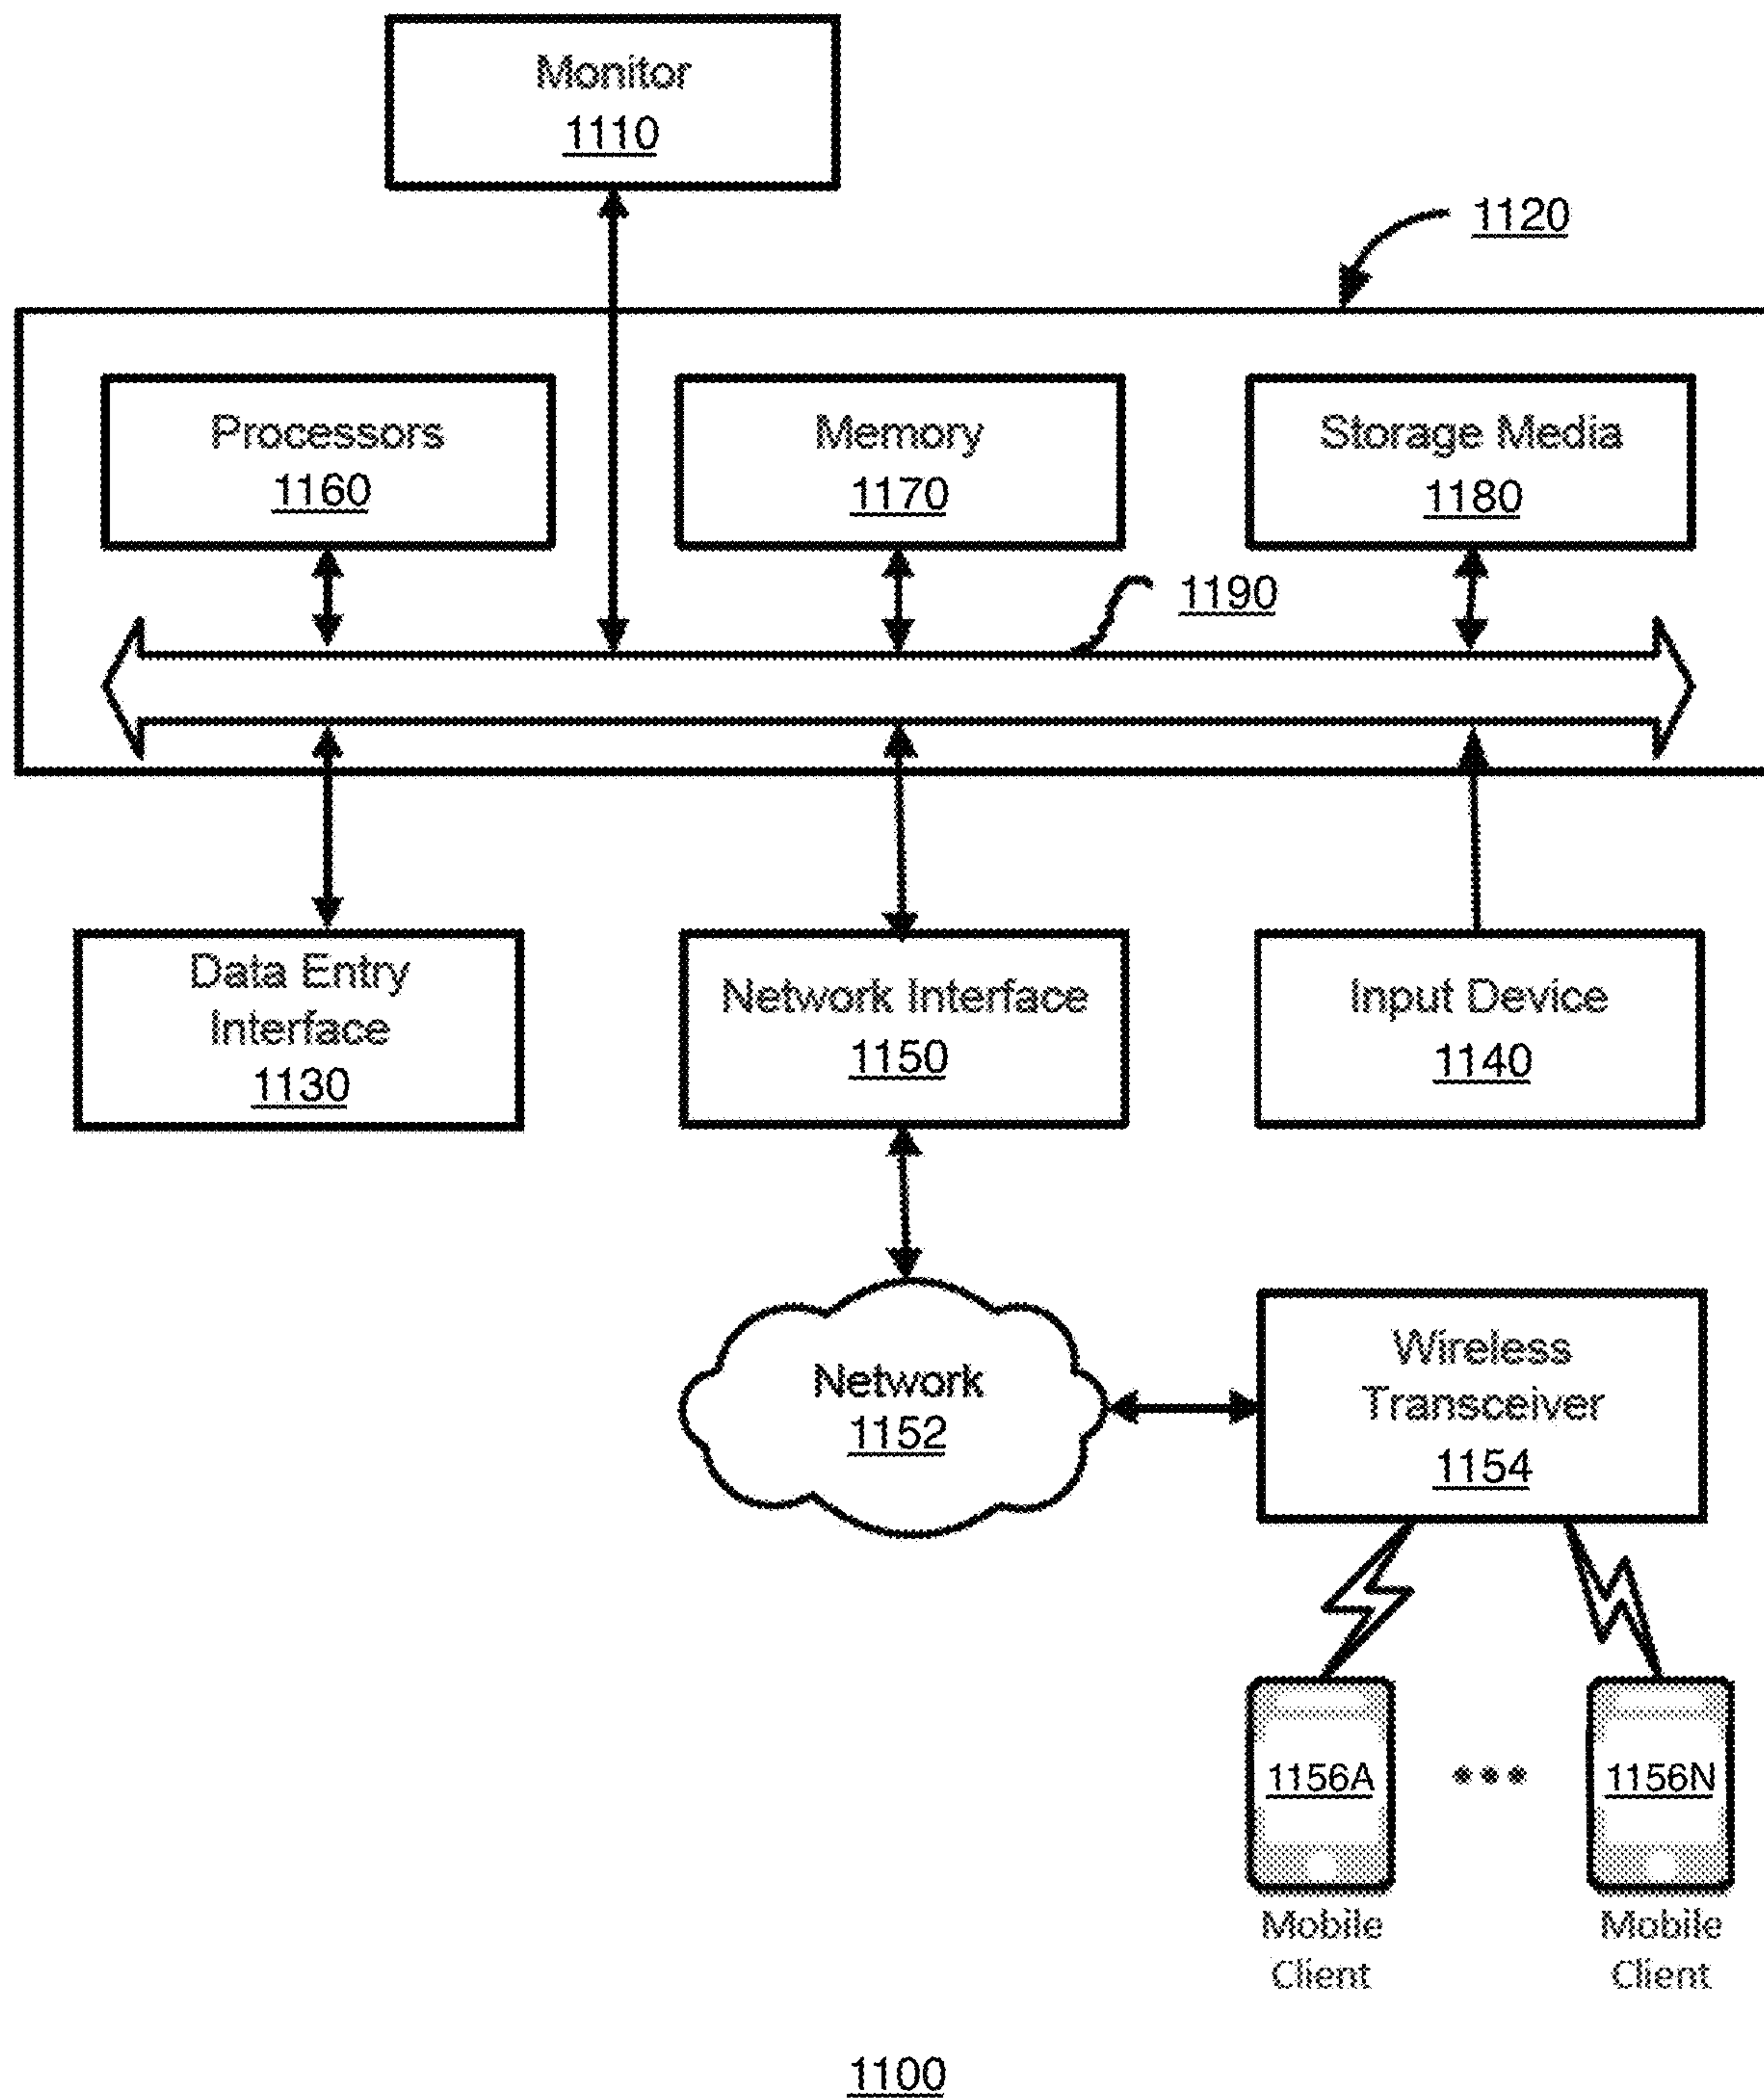 Monitor
1110
1120
Processors
1160
Memory
1170
Storage Media
1180
1190
Data Entry
Interface
1130
Network Interface
1150
Input Device
1140
Network
1152
Wireless
Transceiver
1154
1156A
1156N
Mobile
Client
Mobile
Client
1100